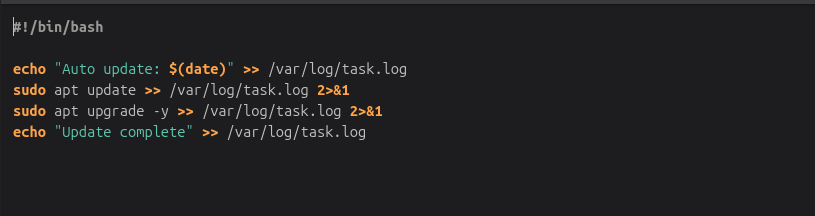 #!/bin/bash
echo "Auto update: $(date)" >> /var/log/task.log
sudo apt update >> /var/log/task.log 2>&1
sudo apt upgrade -y >> /var/log/task.log 2>&1
echo "Update complete" >> /var/log/task.log